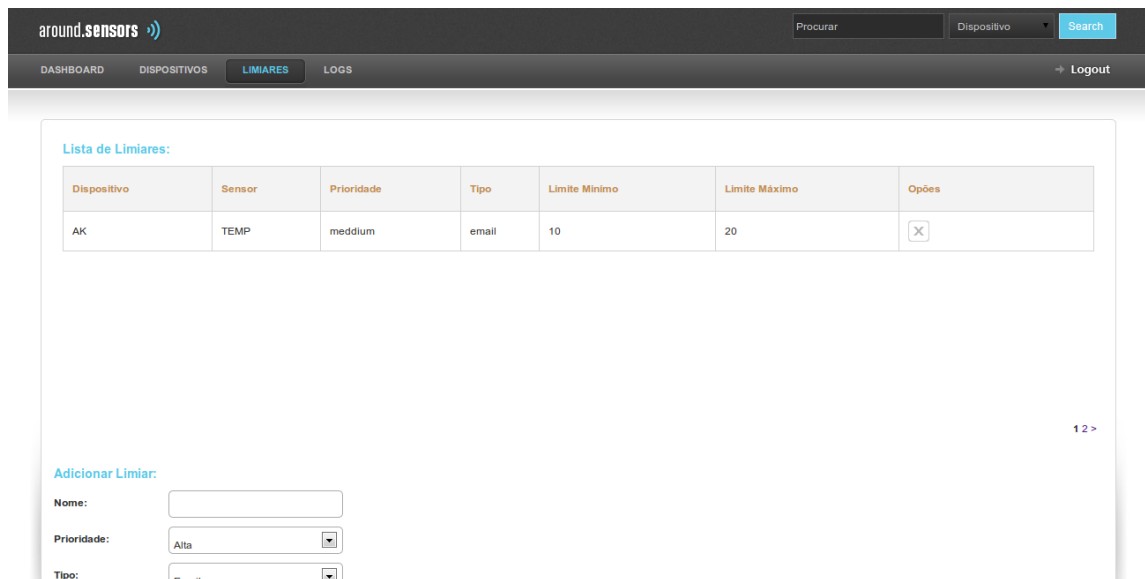 around.sensors
Procurar Dispositivo Search
DASHBOARD DISPOSITIVOS LIMIARES LOGS Logout
Lista de Limiares:
Dispositivo Sensor Prioridade Tipo Limite Minimo Limite Máximo Opões
AK TEMP meddium email 10 20 X
1 2 >
Adicionar Limiar:
Nome:
Prioridade: Alta
Tipo: